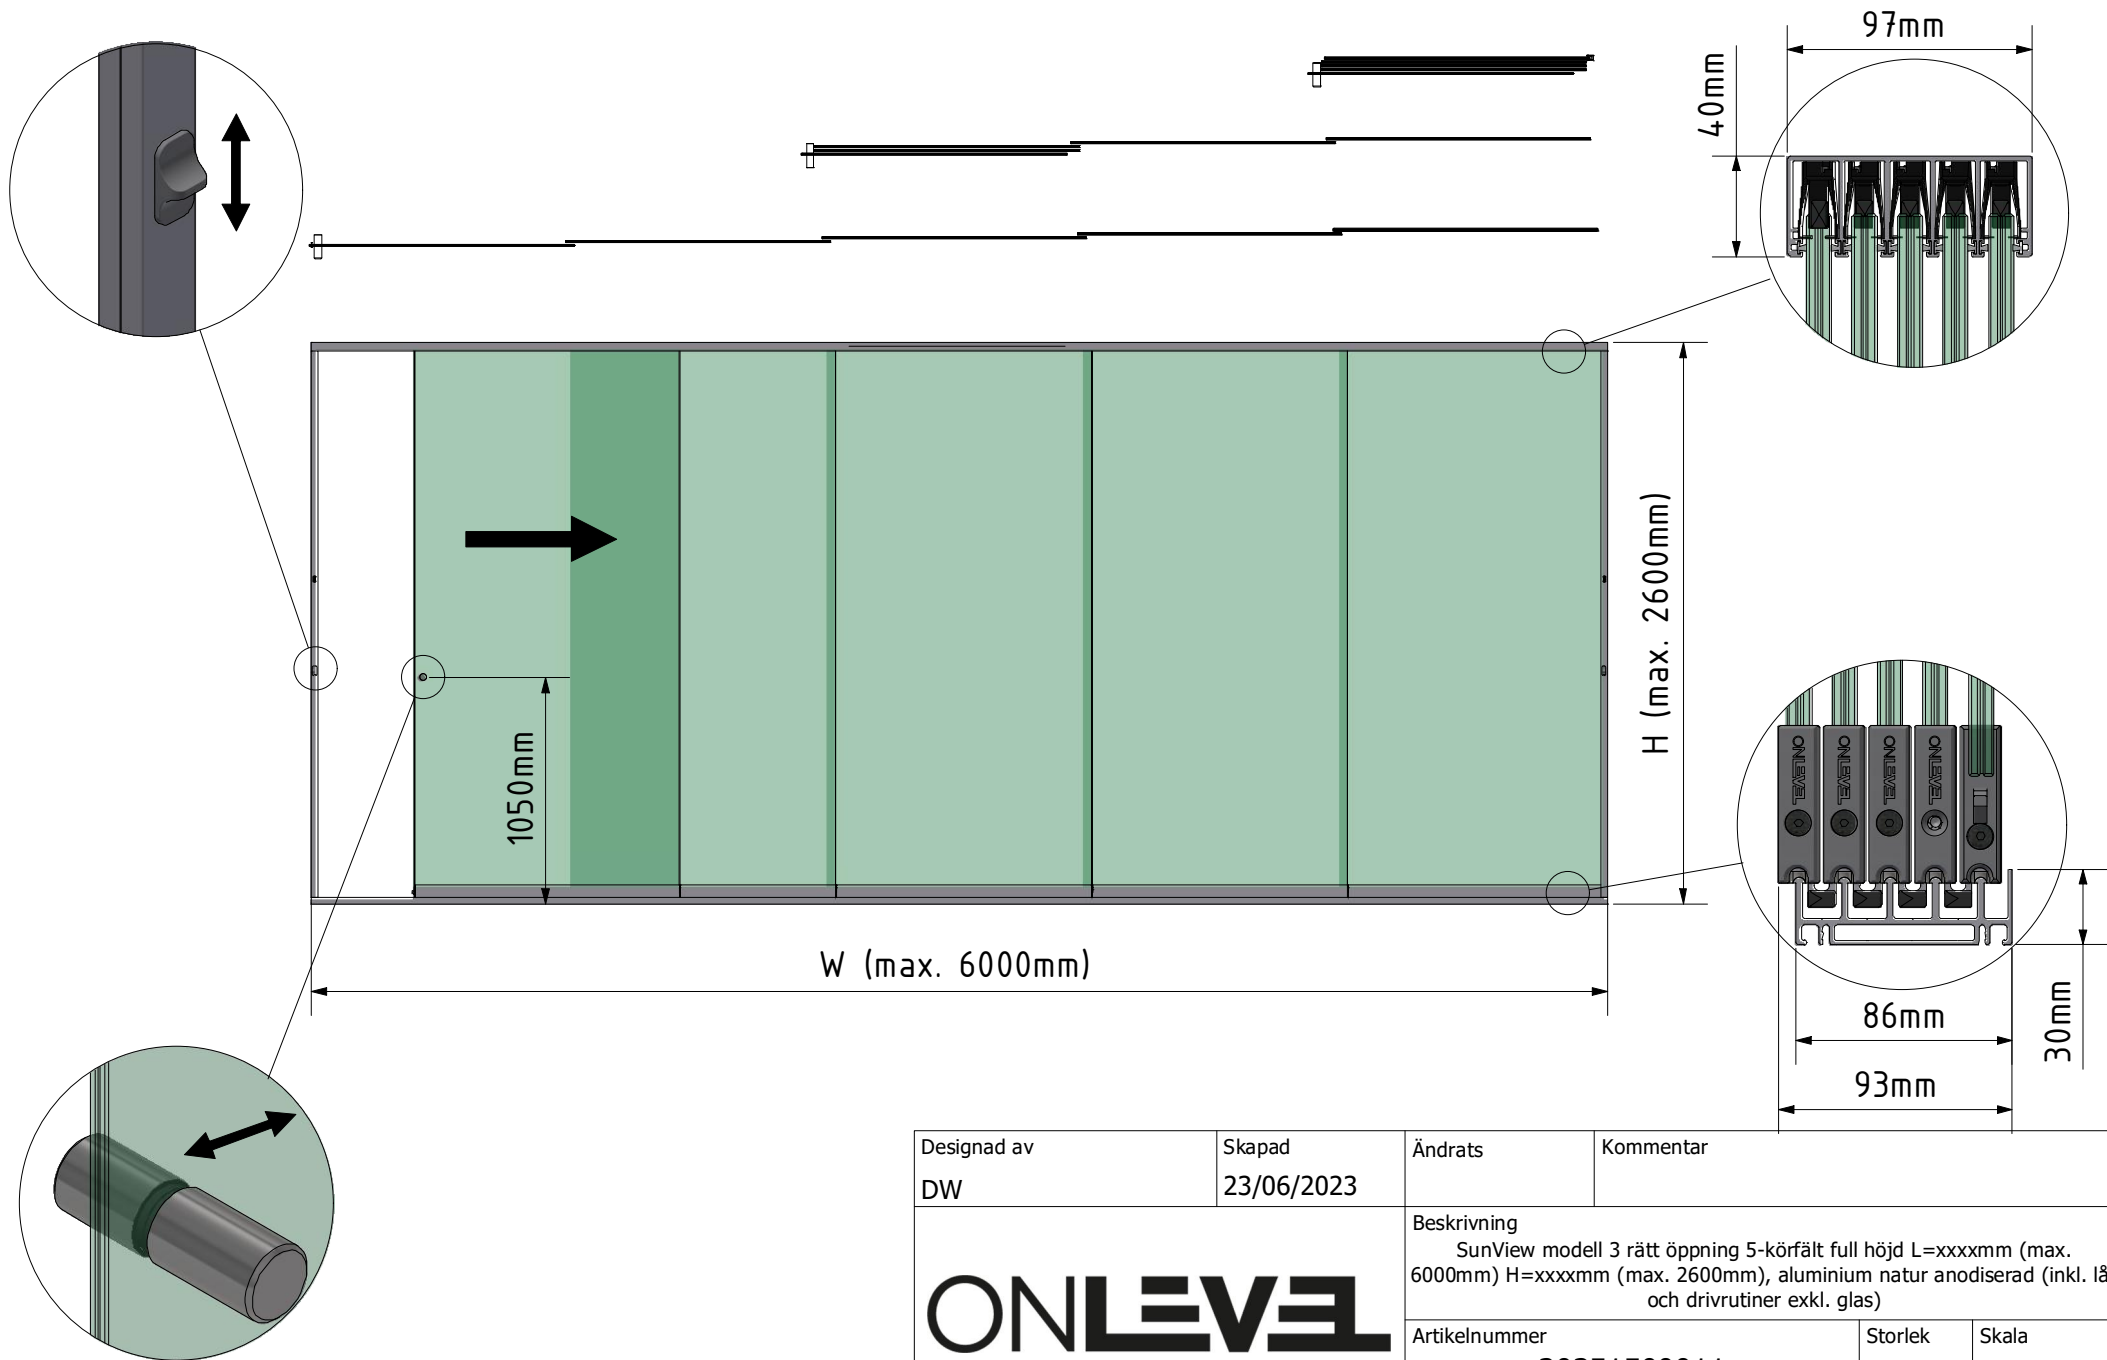 97mm
40mm
H (max. 2600mm)
1050mm
W (max. 6000mm)
ONLEVEL
ONLEVEL
ONLEVEL
ONLEVEL
86mm
30mm
93mm
Designad av
DW
Skapad
23/06/2023
Ändrats
Kommentar
Beskrivning
SunView modell 3 rätt öppning 5-körfält full höjd L=xxxxmm (max.
6000mm) H=xxxxmm (max. 2600mm), aluminium natur anodiserad (inkl.
och drivrutiner exkl. glas)
ONLEVEL
Artikelnummer
Storlek
Skala